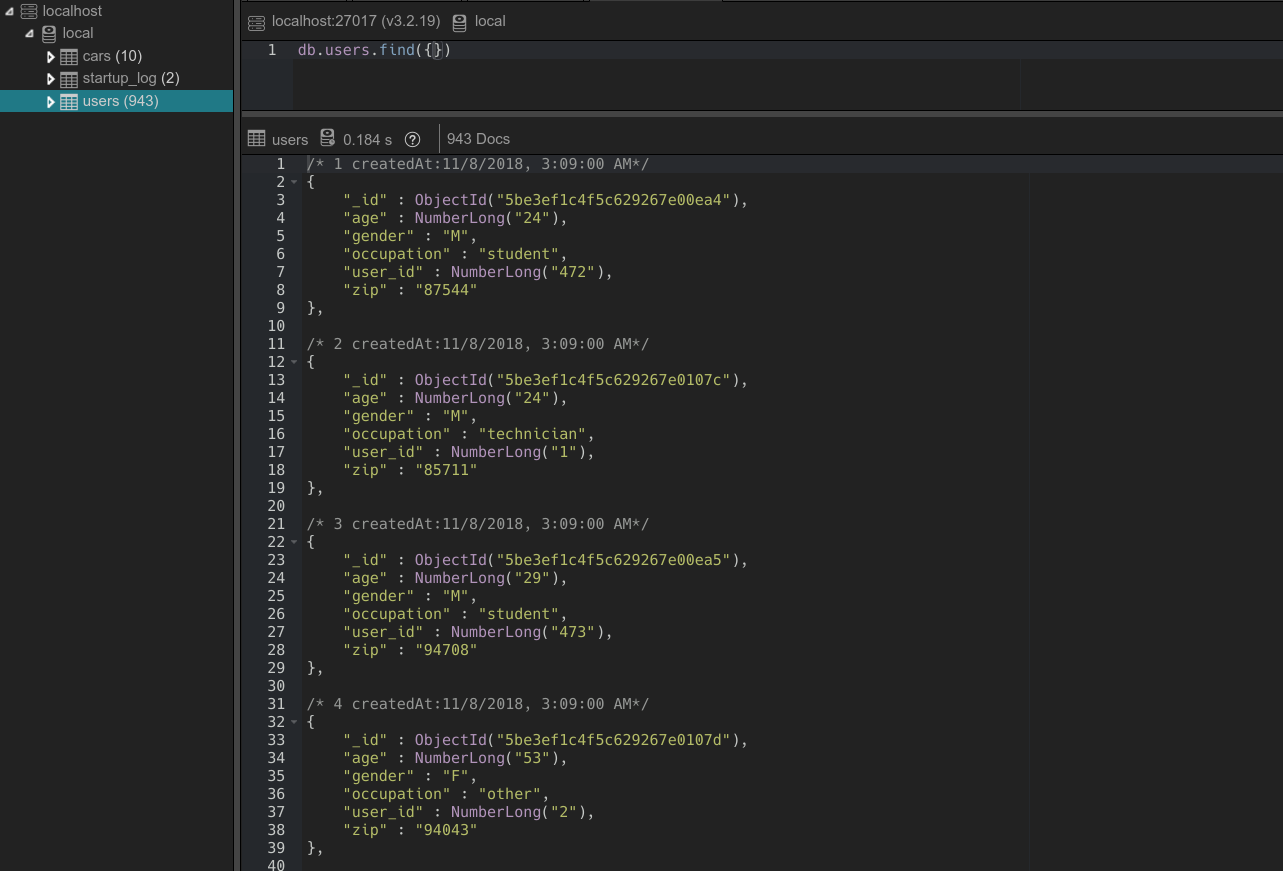 localhost
local
cars (10)
startup_log (2)
users (943)
localhost:27017 (v3.2.19) local
1 db.users.find({})
users 0.184 s ? 943 Docs
1 /* 1 createdAt:11/8/2018, 3:09:00 AM*/
2 {
3 "_id" : ObjectId("5be3ef1c4f5c629267e00ea4"),
4 "age" : NumberLong("24"),
5 "gender" : "M",
6 "occupation" : "student",
7 "user_id" : NumberLong("472"),
8 "zip" : "87544"
9 },
10
11 /* 2 createdAt:11/8/2018, 3:09:00 AM*/
12 {
13 "_id" : ObjectId("5be3ef1c4f5c629267e0107c"),
14 "age" : NumberLong("24"),
15 "gender" : "M",
16 "occupation" : "technician",
17 "user_id" : NumberLong("1"),
18 "zip" : "85711"
19 },
20
21 /* 3 createdAt:11/8/2018, 3:09:00 AM*/
22 {
23 "_id" : ObjectId("5be3ef1c4f5c629267e00ea5"),
24 "age" : NumberLong("29"),
25 "gender" : "M",
26 "occupation" : "student",
27 "user_id" : NumberLong("473"),
28 "zip" : "94708"
29 },
30
31 /* 4 createdAt:11/8/2018, 3:09:00 AM*/
32 {
33 "_id" : ObjectId("5be3ef1c4f5c629267e0107d"),
34 "age" : NumberLong("53"),
35 "gender" : "F",
36 "occupation" : "other",
37 "user_id" : NumberLong("2"),
38 "zip" : "94043"
39 },
40